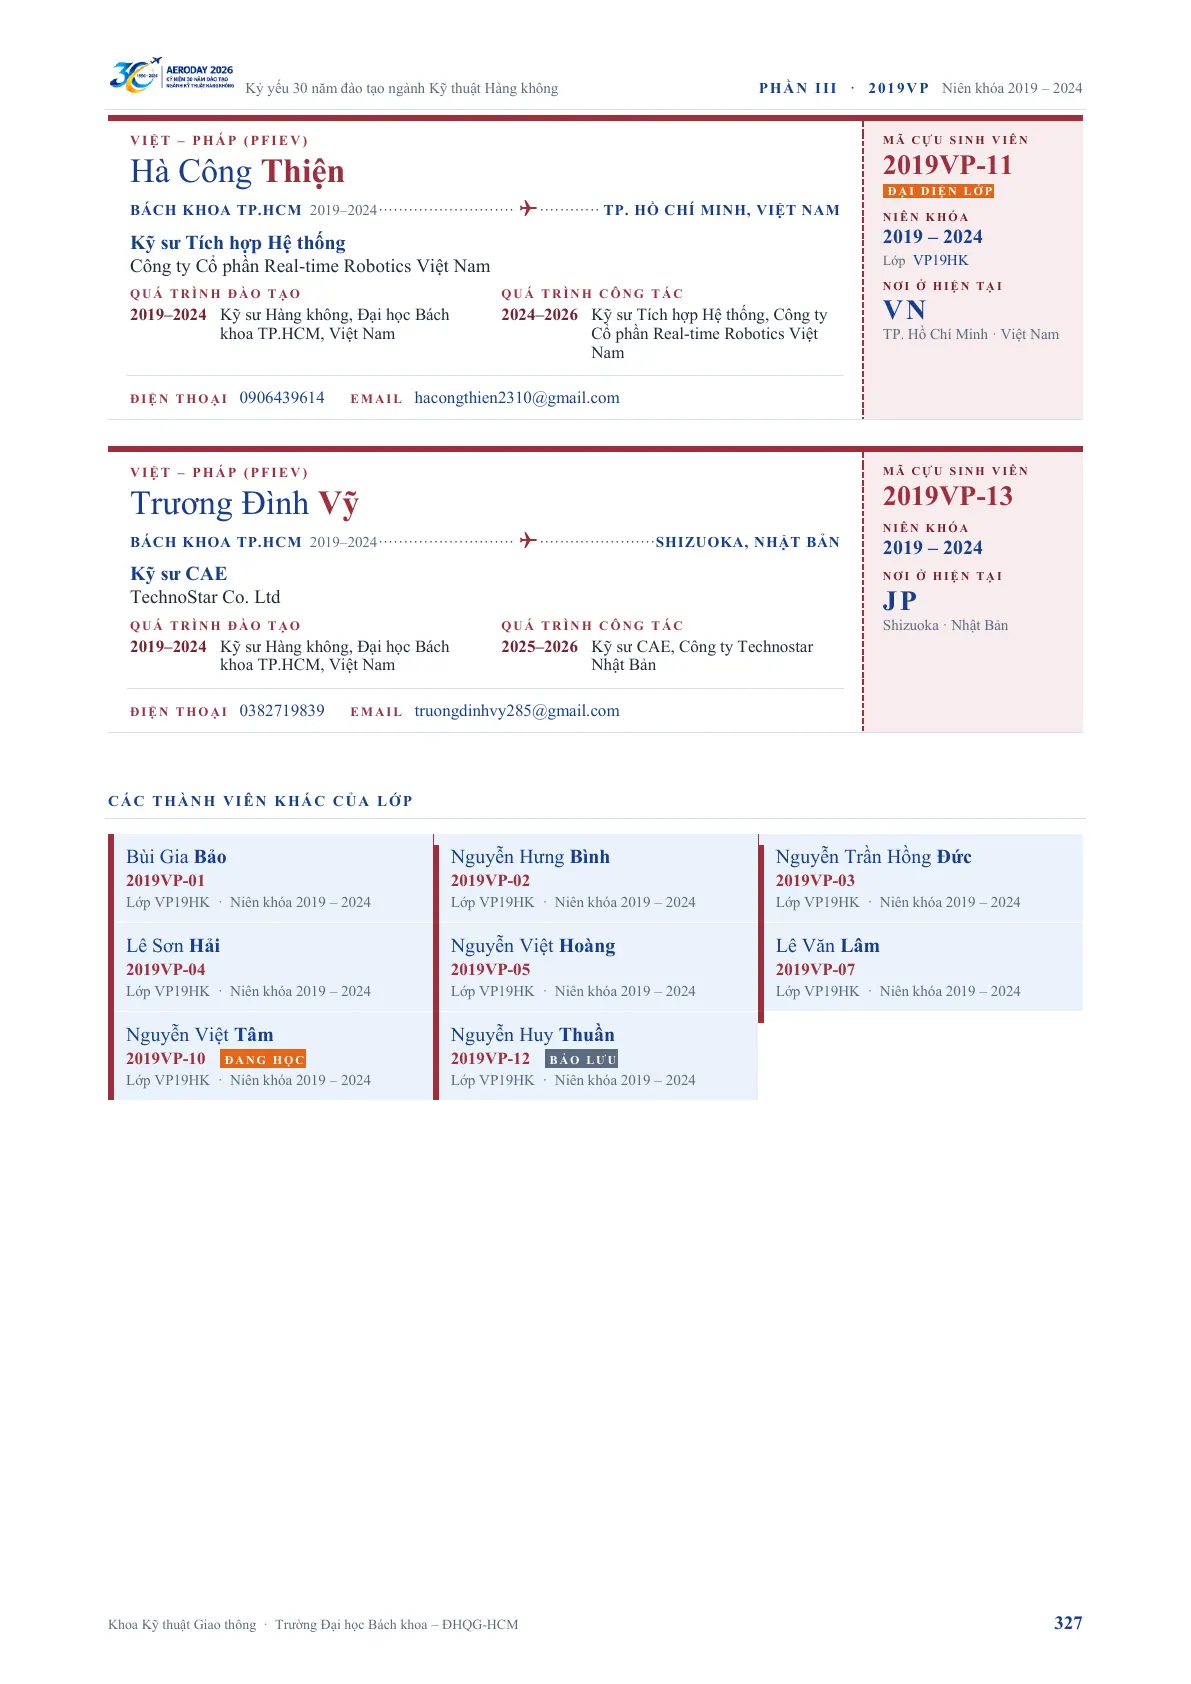 AERODAY 2026
KỶ NIỆM 30 NĂM ĐÀO TẠO
NGÀNH KỸ THUẬT HÀNG KHÔNG
Kỷ yếu 30 năm đào tạo ngành Kỹ thuật Hàng không
PHẦN III · 2019VP Niên khóa 2019 – 2024
VIỆT – PHÁP (PFIEV)
Hà Công Thiện
BÁCH KHOA TP.HCM 2019–2024 TP. HỒ CHÍ MINH, VIỆT NAM
Kỹ sư Tích hợp Hệ thống
Công ty Cổ phần Real-time Robotics Việt Nam
QUÁ TRÌNH ĐÀO TẠO
2019–2024 Kỹ sư Hàng không, Đại học Bách
khoa TP.HCM, Việt Nam
QUÁ TRÌNH CÔNG TÁC
2024–2026 Kỹ sư Tích hợp Hệ thống, Công ty
Cổ phần Real-time Robotics Việt
Nam
ĐIỆN THOẠI 0906439614 EMAIL hacongthien2310@gmail.com
MÃ CỰU SINH VIÊN
2019VP-11
ĐẠI DIỆN LỚP
NIÊN KHÓA
2019 – 2024
Lớp VP19HK
NƠI Ở HIỆN TẠI
VN
TP. Hồ Chí Minh · Việt Nam
VIỆT – PHÁP (PFIEV)
Trương Đình Vỹ
BÁCH KHOA TP.HCM 2019–2024 SHIZUOKA, NHẬT BẢN
Kỹ sư CAE
TechnoStar Co. Ltd
QUÁ TRÌNH ĐÀO TẠO
2019–2024 Kỹ sư Hàng không, Đại học Bách
khoa TP.HCM, Việt Nam
QUÁ TRÌNH CÔNG TÁC
2025–2026 Kỹ sư CAE, Công ty Technostar
Nhật Bản
ĐIỆN THOẠI 0382719839 EMAIL truongdinhvy285@gmail.com
MÃ CỰU SINH VIÊN
2019VP-13
NIÊN KHÓA
2019 – 2024
NƠI Ở HIỆN TẠI
JP
Shizuoka · Nhật Bản
CÁC THÀNH VIÊN KHÁC CỦA LỚP
Bùi Gia Bảo
2019VP-01
Lớp VP19HK · Niên khóa 2019 – 2024
Nguyễn Hưng Bình
2019VP-02
Lớp VP19HK · Niên khóa 2019 – 2024
Nguyễn Trần Hồng Đức
2019VP-03
Lớp VP19HK · Niên khóa 2019 – 2024
Lê Sơn Hải
2019VP-04
Lớp VP19HK · Niên khóa 2019 – 2024
Nguyễn Việt Hoàng
2019VP-05
Lớp VP19HK · Niên khóa 2019 – 2024
Lê Văn Lâm
2019VP-07
Lớp VP19HK · Niên khóa 2019 – 2024
Nguyễn Việt Tâm
2019VP-10 ĐANG HỌC
Lớp VP19HK · Niên khóa 2019 – 2024
Nguyễn Huy Thuần
2019VP-12 BẢO LƯU
Lớp VP19HK · Niên khóa 2019 – 2024
Khoa Kỹ thuật Giao thông · Trường Đại học Bách khoa – ĐHQG-HCM
327